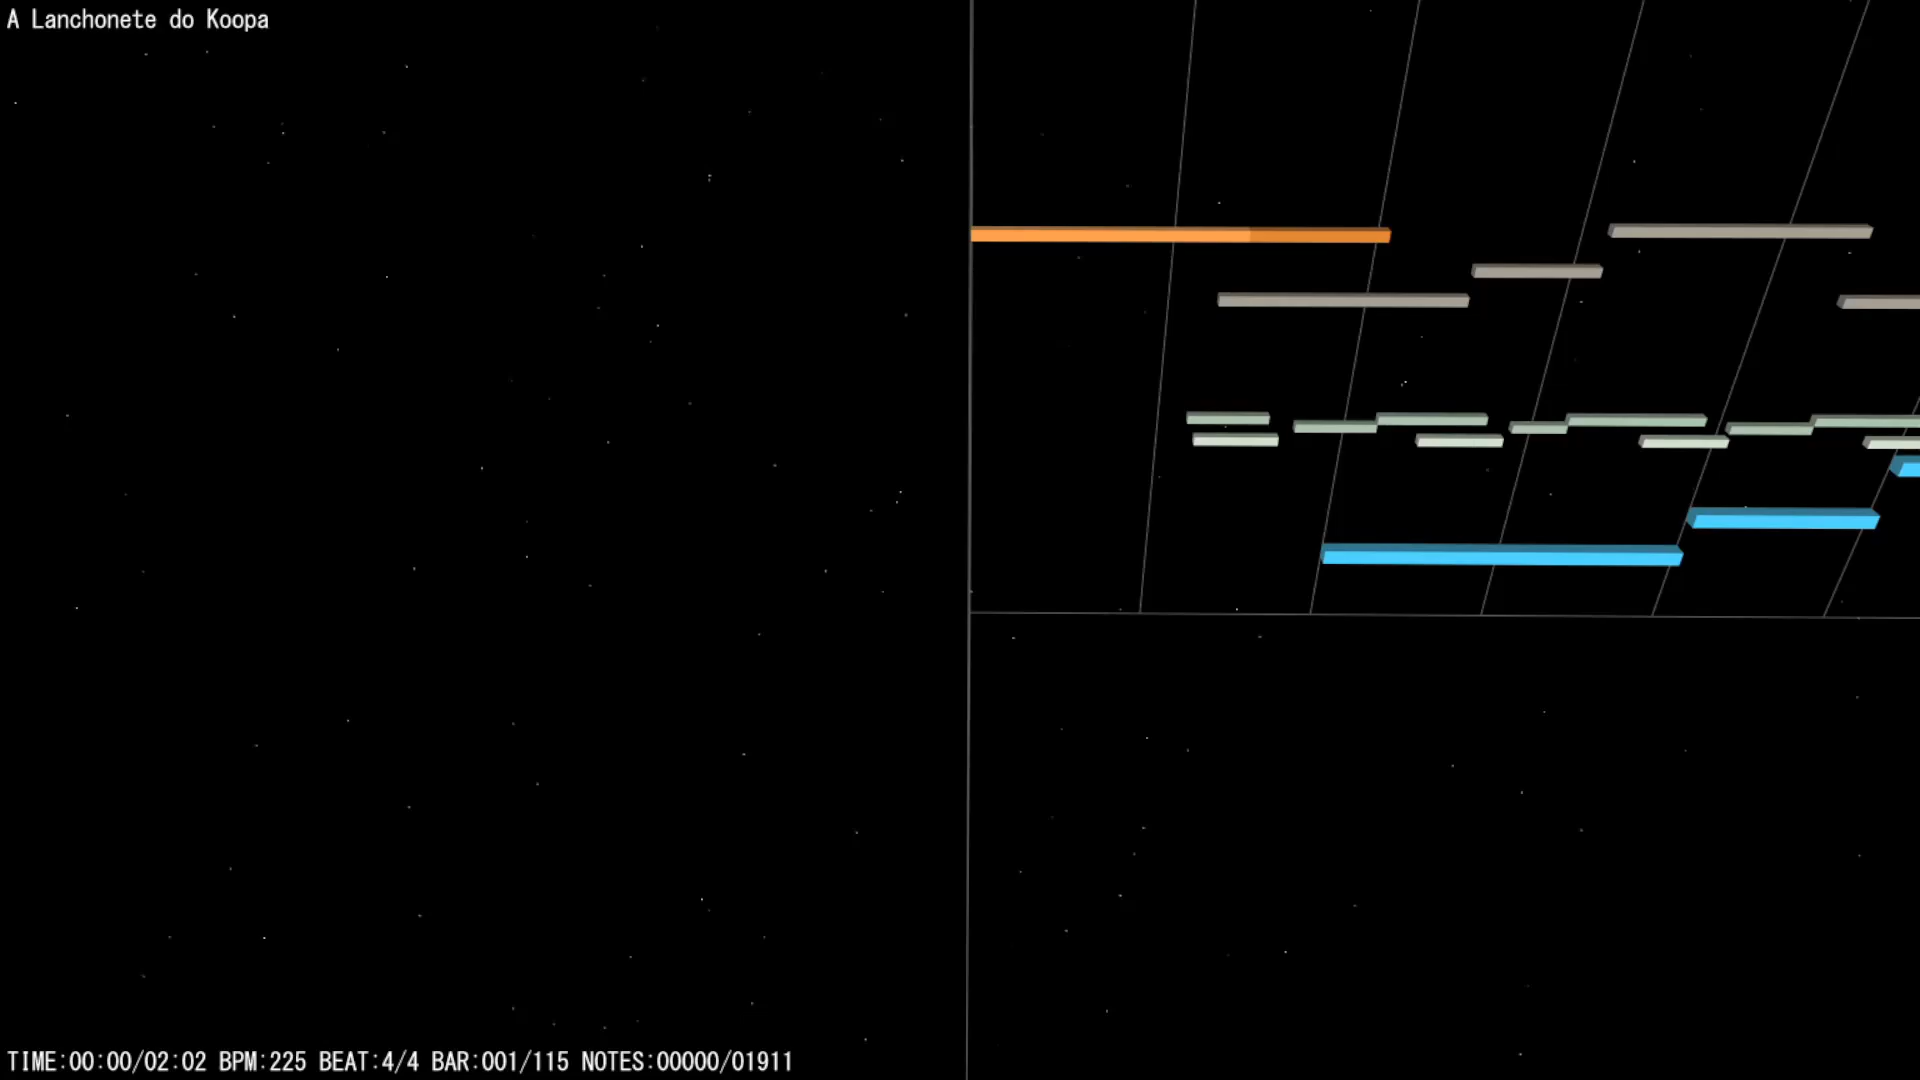 A Lanchonete do Koopa
TIME:00:00/02:02 BPM:225 BEAT:4/4 BAR:001/115 NOTES:00000/01911